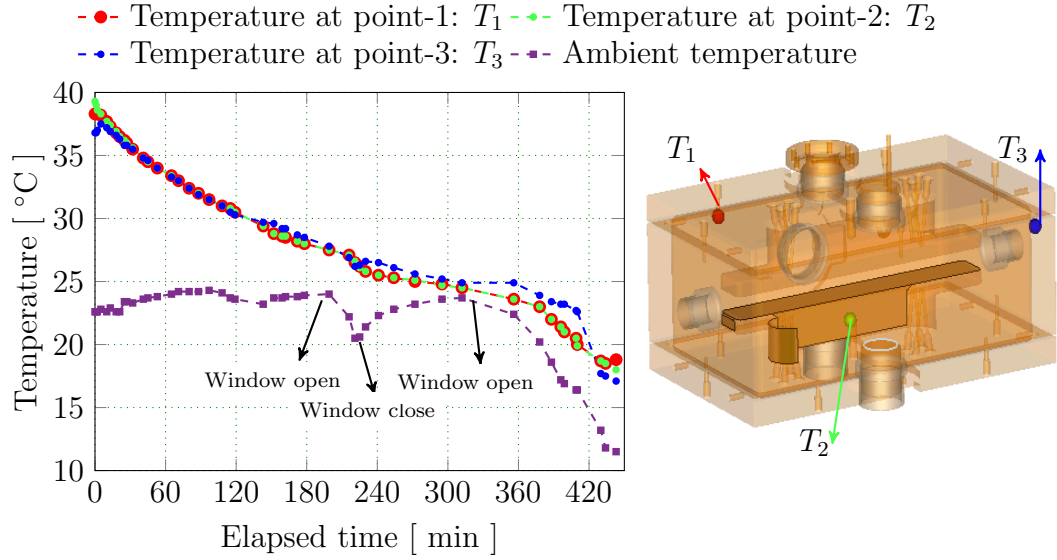 Temperature at point-1: T₁
Temperature at point-2: T₂
Temperature at point-3: T₃
Ambient temperature
Temperature [ °C]
40
35
30
25
20
15
10
Window open
Window close
Window open
0 60 120 180 240 300 360 420
Elapsed time [ min]
T₁
T₃
T₂